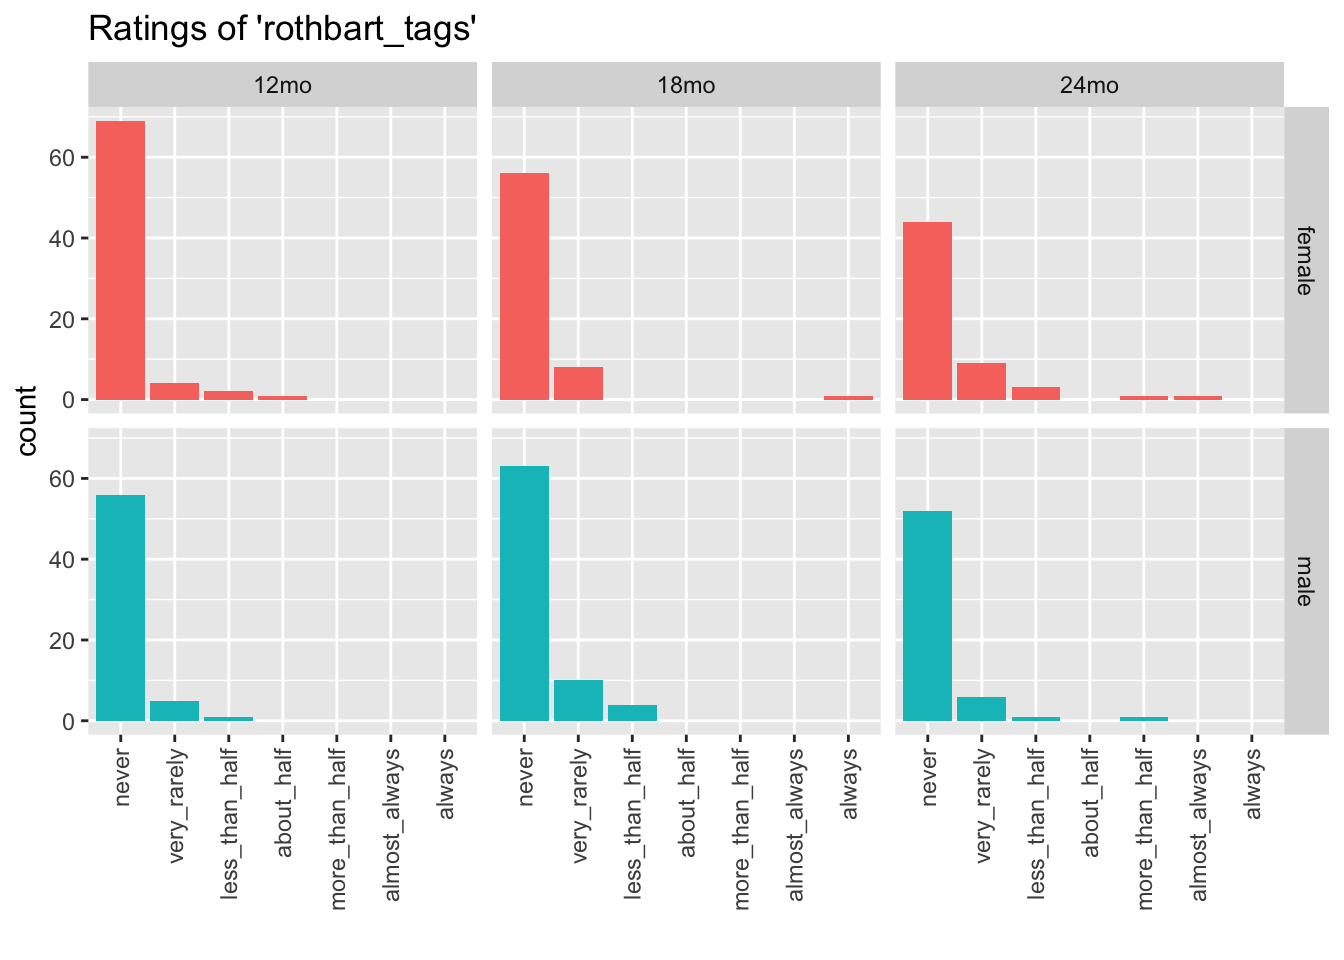 Ratings of 'rothbart_tags'
12mo 18mo 24mo
60
40
20
0
female
count
60
40
20
0
male
never very_rarely less_than_half about_half more_than_half almost_always always
never very_rarely less_than_half about_half more_than_half almost_always always
never very_rarely less_than_half about_half more_than_half almost_always always